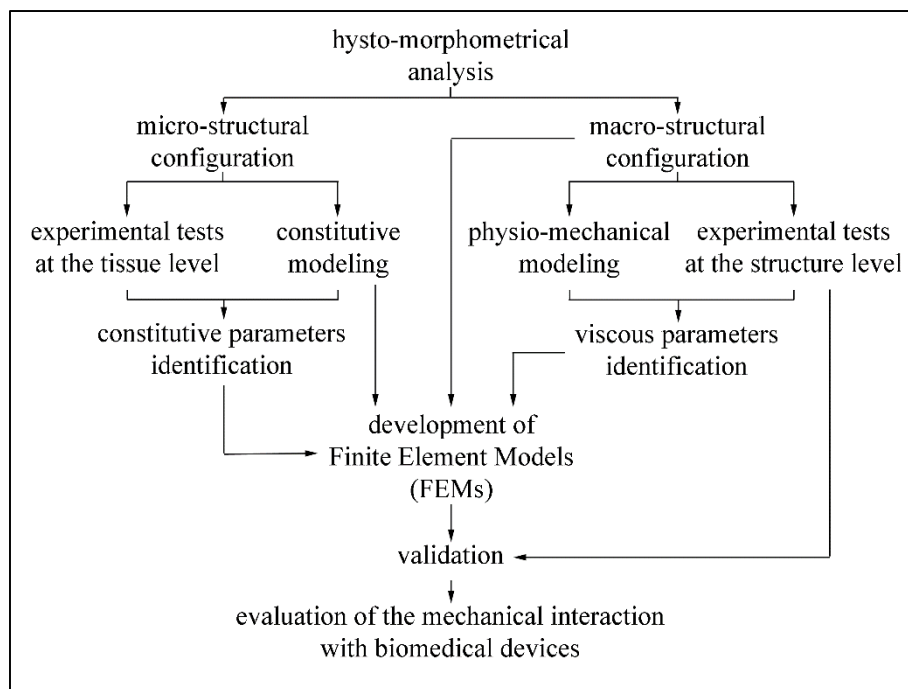 hysto-morphometrical
analysis
micro-structural
configuration
macro-structural
configuration
experimental tests
at the tissue level
constitutive
modeling
physio-mechanical
modeling
experimental tests
at the structure level
constitutive parameters
identification
viscous parameters
identification
development of
Finite Element Models
(FEMs)
validation
evaluation of the mechanical interaction
with biomedical devices